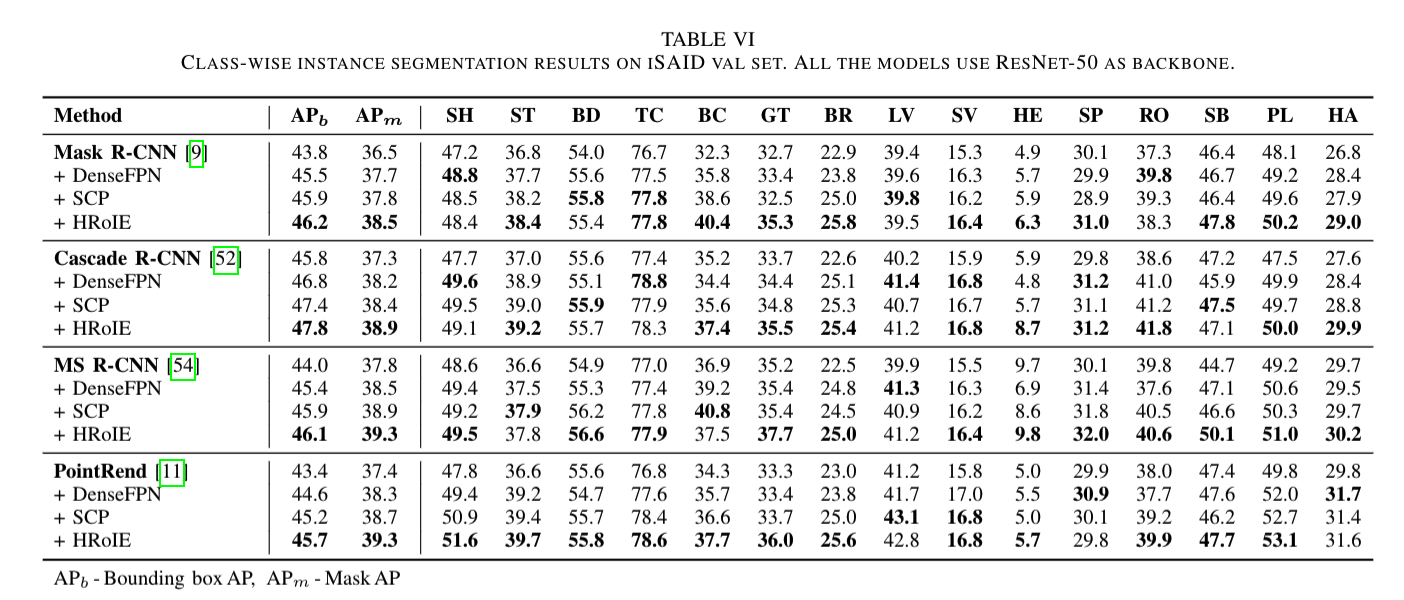 TABLE VI
CLASS-WISE INSTANCE SEGMENTATION RESULTS ON ISAID VAL SET. ALL THE MODELS USE RESNET-50 AS BACKBONE.
Method APb APm SH ST BD TC BC GT BR LV SV HE SP RO SB PL HA
Mask R-CNN [9] 43.8 36.5 47.2 36.8 54.0 76.7 32.3 32.7 22.9 39.4 15.3 4.9 30.1 37.3 46.4 48.1 26.8
+ DenseFPN 45.5 37.7 48.8 37.7 55.6 77.5 35.8 33.4 23.8 39.6 16.3 5.7 29.9 39.8 46.7 49.2 28.4
+ SCP 45.9 37.8 48.5 38.2 55.8 77.8 38.6 32.5 25.0 39.8 16.2 5.9 28.9 39.3 46.4 49.6 27.9
+ HRoIE 46.2 38.5 48.4 38.4 55.4 77.8 40.4 35.3 25.8 39.5 16.4 6.3 31.0 38.3 47.8 50.2 29.0
Cascade R-CNN [52] 45.8 37.3 47.7 37.0 55.6 77.4 35.2 33.7 22.6 40.2 15.9 5.9 29.8 38.6 47.2 47.5 27.6
+ DenseFPN 46.8 38.2 49.6 38.9 55.1 78.8 34.4 34.4 25.1 41.4 16.8 4.8 31.2 41.0 45.9 49.9 28.4
+ SCP 47.4 38.4 49.5 39.0 55.9 77.9 35.6 34.8 25.3 40.7 16.7 5.7 31.1 41.2 47.5 49.7 28.8
+ HRoIE 47.8 38.9 49.1 39.2 55.7 78.3 37.4 35.5 25.4 41.2 16.8 8.7 31.2 41.8 47.1 50.0 29.9
MS R-CNN [54] 44.0 37.8 48.6 36.6 54.9 77.0 36.9 35.2 22.5 39.9 15.5 9.7 30.1 39.8 44.7 49.2 29.7
+ DenseFPN 45.4 38.5 49.4 37.5 55.3 77.4 39.2 35.4 24.8 41.3 16.3 6.9 31.4 37.6 47.1 50.6 29.5
+ SCP 45.9 38.9 49.2 37.9 56.2 77.8 40.8 35.4 24.5 40.9 16.2 8.6 31.8 40.5 46.6 50.3 29.7
+ HRoIE 46.1 39.3 49.5 37.8 56.6 77.9 37.5 37.7 25.0 41.2 16.4 9.8 32.0 40.6 50.1 51.0 30.2
PointRend [11] 43.4 37.4 47.8 36.6 55.6 76.8 34.3 33.3 23.0 41.2 15.8 5.0 29.9 38.0 47.4 49.8 29.8
+ DenseFPN 44.6 38.3 49.4 39.2 54.7 77.6 35.7 33.4 23.8 41.7 17.0 5.5 30.9 37.7 47.6 52.0 31.7
+ SCP 45.2 38.7 50.9 39.4 55.7 78.4 36.6 33.7 25.0 43.1 16.8 5.0 30.1 39.2 46.2 52.7 31.4
+ HRoIE 45.7 39.3 51.6 39.7 55.8 78.6 37.7 36.0 25.6 42.8 16.8 5.7 29.8 39.9 47.7 53.1 31.6
APb - Bounding box AP, APm - Mask AP